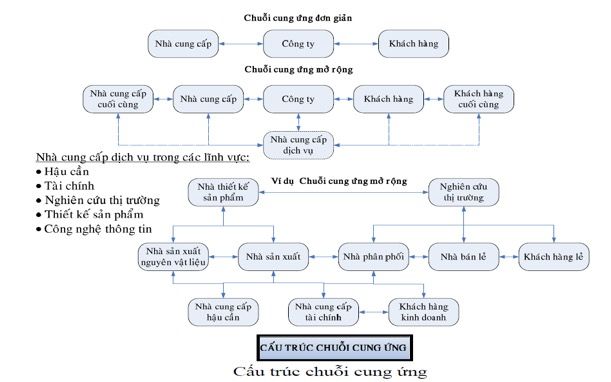 Chuỗi cung ứng đơn giản
Nhà cung cấp
Công ty
Khách hàng
Chuỗi cung ứng mở rộng
Nhà cung cấp
cuối cùng
Nhà cung cấp
Công ty
Khách hàng
Khách hàng
cuối cùng
Nhà cung cấp
dịch vụ
Nhà cung cấp dịch vụ trong các lĩnh vực:
• Hậu cần
• Tài chính
• Nghiên cứu thị trường
• Thiết kế sản phẩm
• Công nghệ thông tin
Ví dụ Chuỗi cung ứng mở rộng
Nhà thiết kế
sản phẩm
Nghiên cứu
thị trường
Nhà sản xuất
nguyên vật liệu
Nhà sản xuất
Nhà phân phối
Nhà bán lẻ
Khách hàng lẻ
Nhà cung cấp
hậu cần
Nhà cung cấp
tài chính
Khách hàng
kinh doanh
CẤU TRÚC CHUỖI CUNG ỨNG
Cấu trúc chuỗi cung ứng